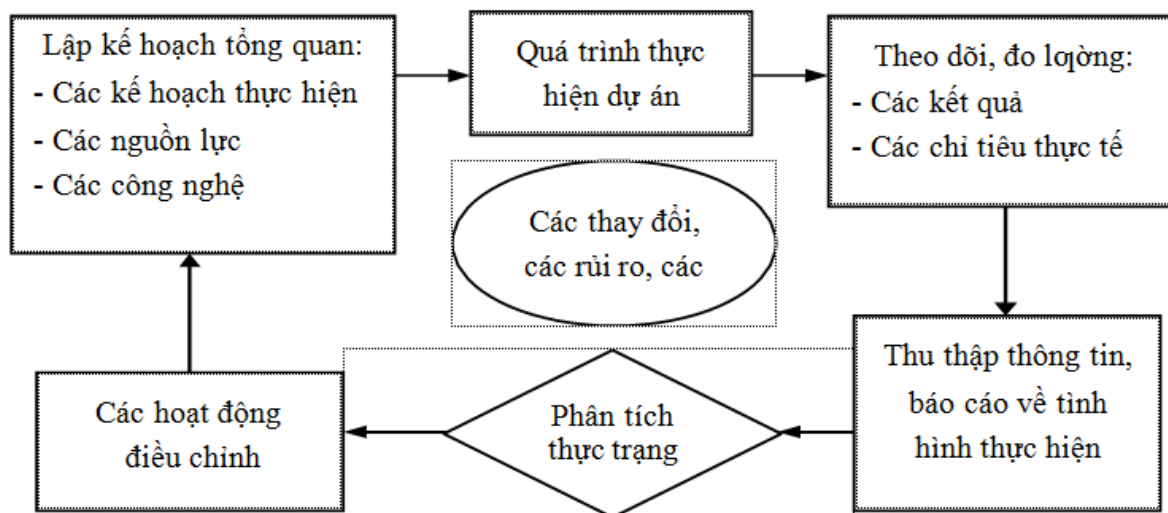 Lập kế hoạch tổng quan:
- Các kế hoạch thực hiện
- Các nguồn lực
- Các công nghệ
Quá trình thực
hiện dự án
Theo dõi, đo lƣờng:
- Các kết quả
- Các chỉ tiêu thực tế
Các thay đổi,
các rủi ro, các
Thu thập thông tin,
báo cáo về tình
hình thực hiện
Phân tích
thực trạng
Các hoạt động
điều chỉnh